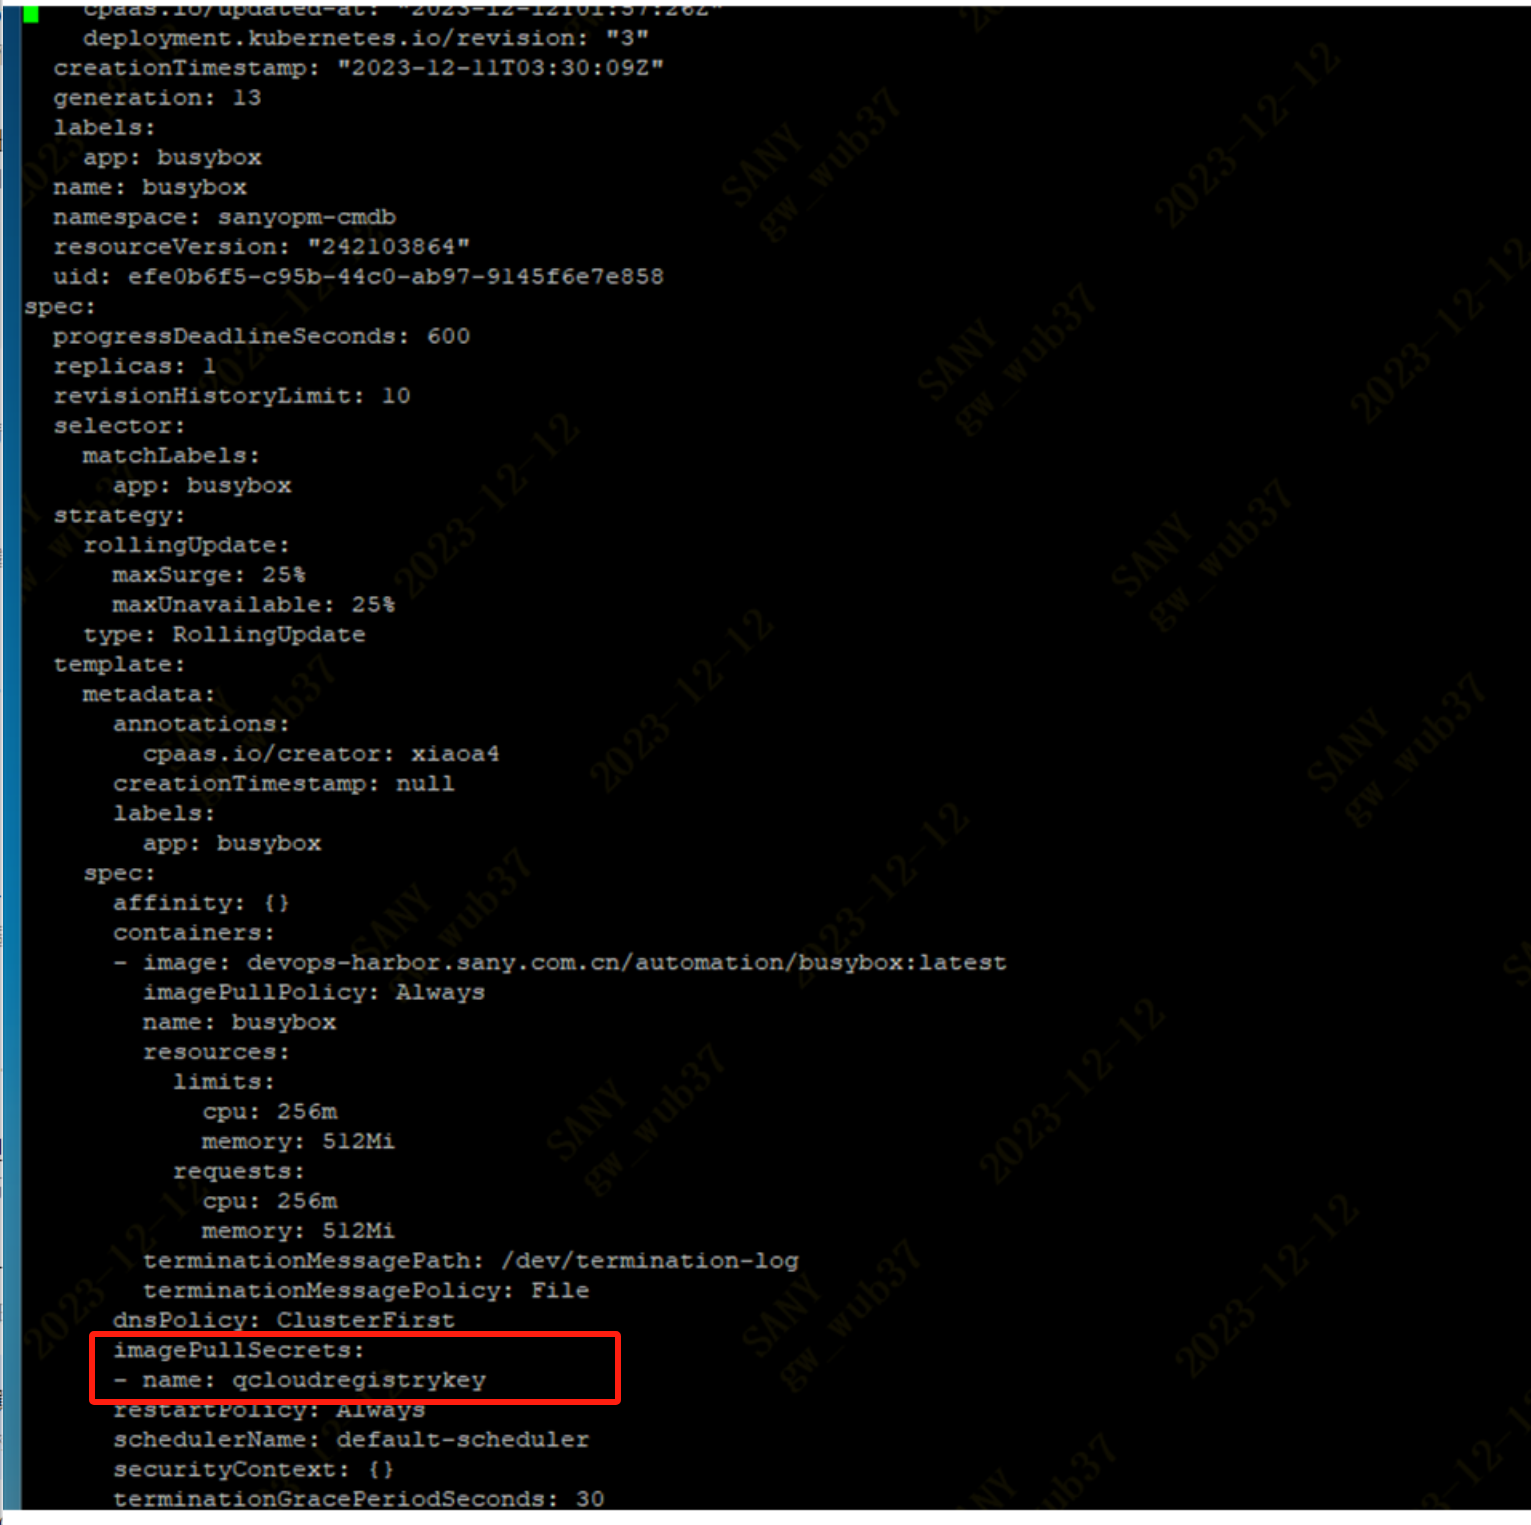 cpaas.io/updated-at: "2023-12-12T01:57:26Z"
deployment.kubernetes.io/revision: "3"
creationTimestamp: "2023-12-11T03:30:09Z"
generation: 13
labels:
app: busybox
name: busybox
namespace: sanyopm-cmdb
resourceVersion: "242103864"
uid: efe0b6f5-c95b-44c0-ab97-9145f6e7e858
spec:
progressDeadlineSeconds: 600
replicas: 1
revisionHistoryLimit: 10
selector:
matchLabels:
app: busybox
strategy:
rollingUpdate:
maxSurge: 25%
maxUnavailable: 25%
type: RollingUpdate
template:
metadata:
annotations:
cpaas.io/creator: xiaoa4
creationTimestamp: null
labels:
app: busybox
spec:
affinity: {}
containers:
- image: devops-harbor.sany.com.cn/automation/busybox:latest
imagePullPolicy: Always
name: busybox
resources:
limits:
cpu: 256m
memory: 512Mi
requests:
cpu: 256m
memory: 512Mi
terminationMessagePath: /dev/termination-log
terminationMessagePolicy: File
dnsPolicy: ClusterFirst
imagePullSecrets:
- name: qcloudregistrykey
restartPolicy: Always
schedulerName: default-scheduler
securityContext: {}
terminationGracePeriodSeconds: 30
SANY
gw_wub37
2023-12-12